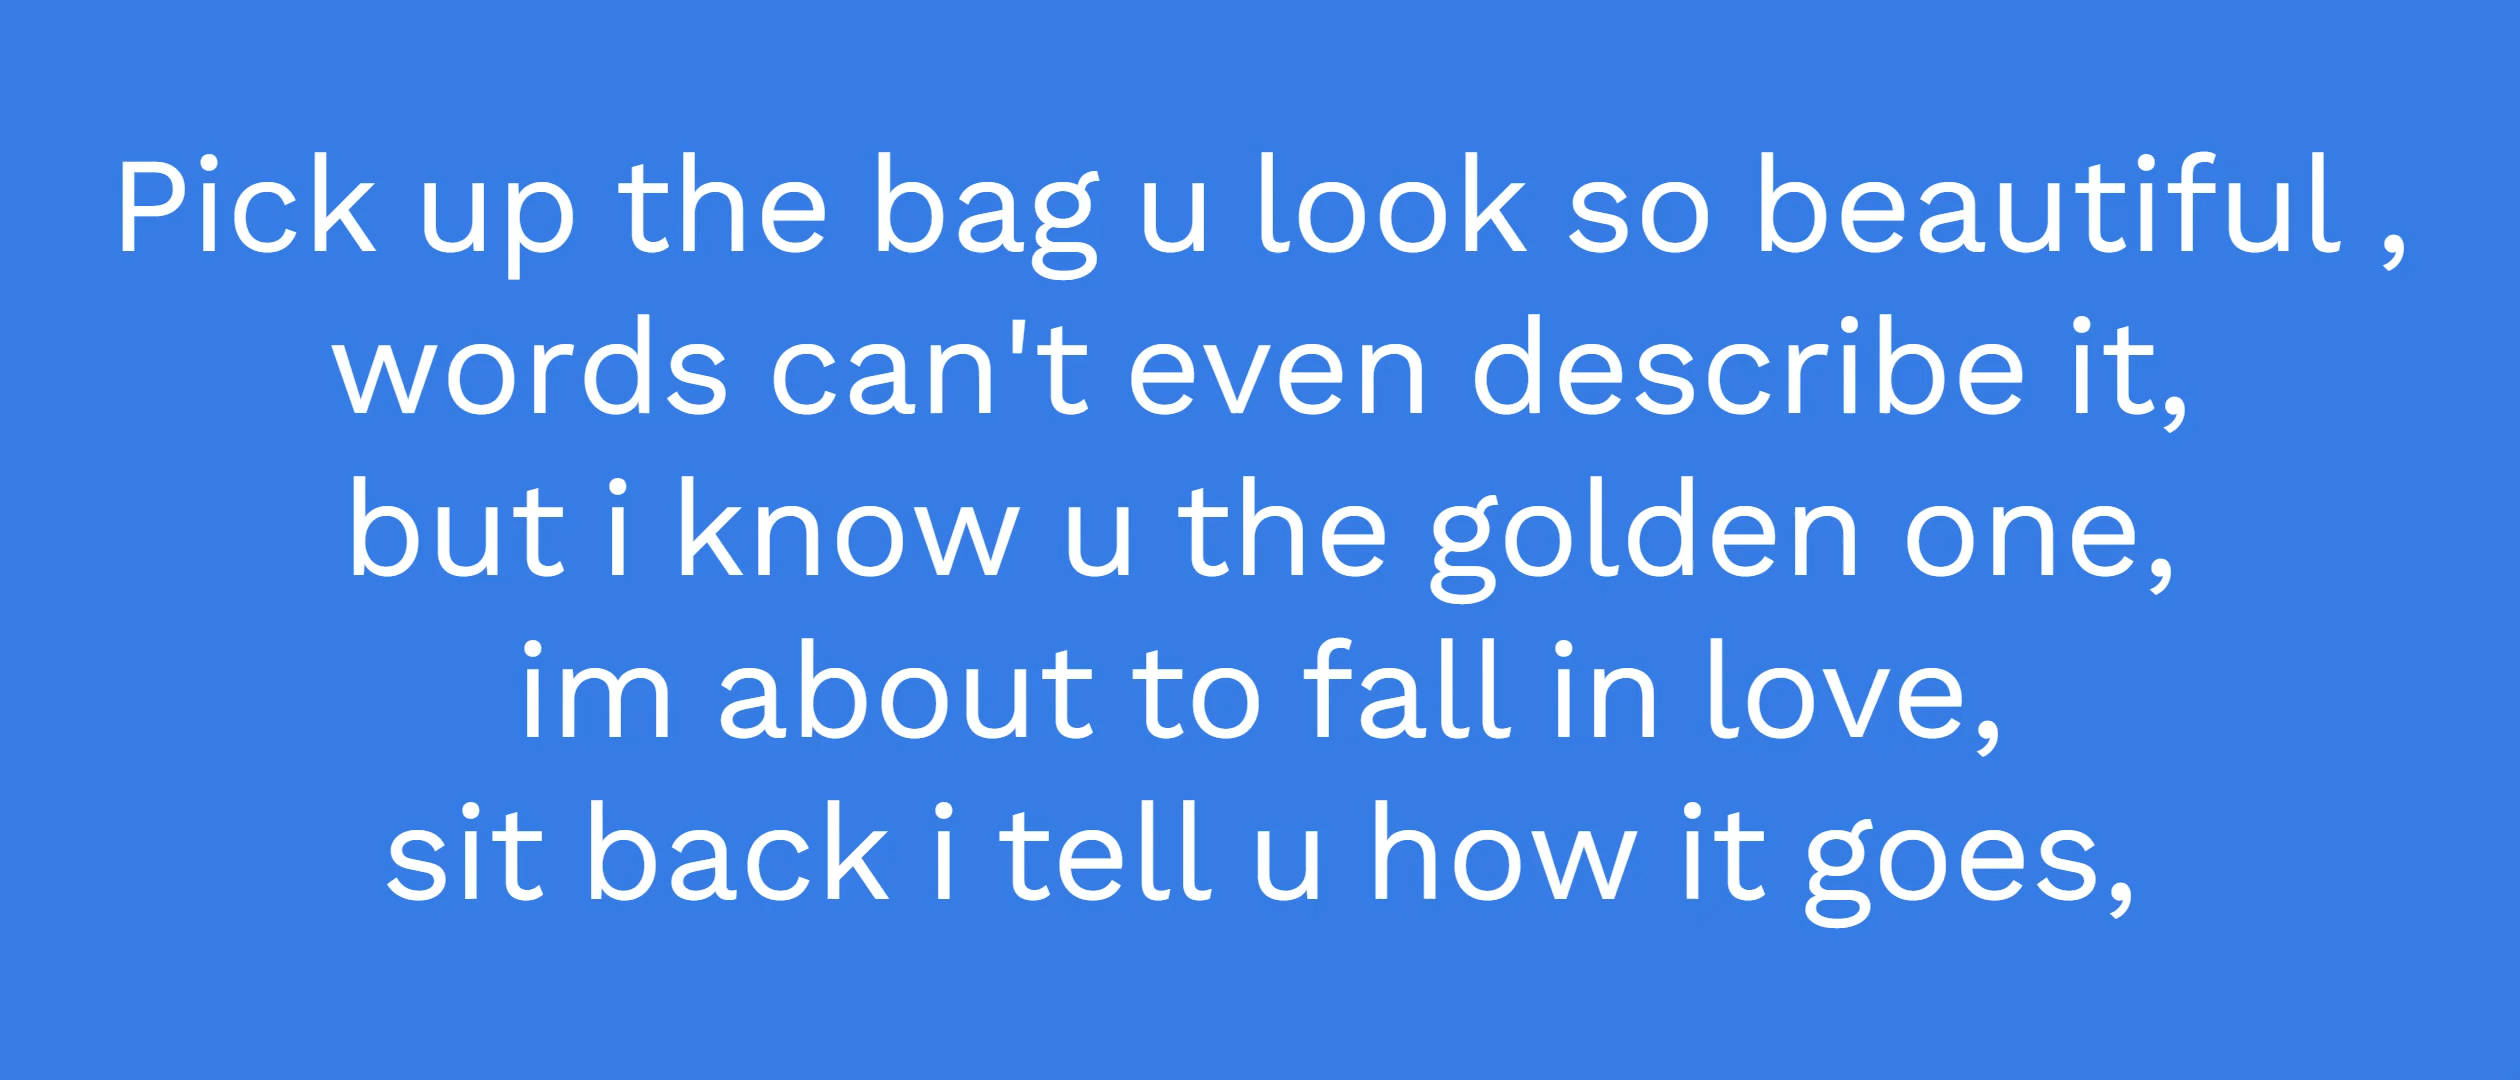 Pick up the bag u look so beautiful ,
words can't even describe it,
but i know u the golden one,
im about to fall in love,
sit back i tell u how it goes,